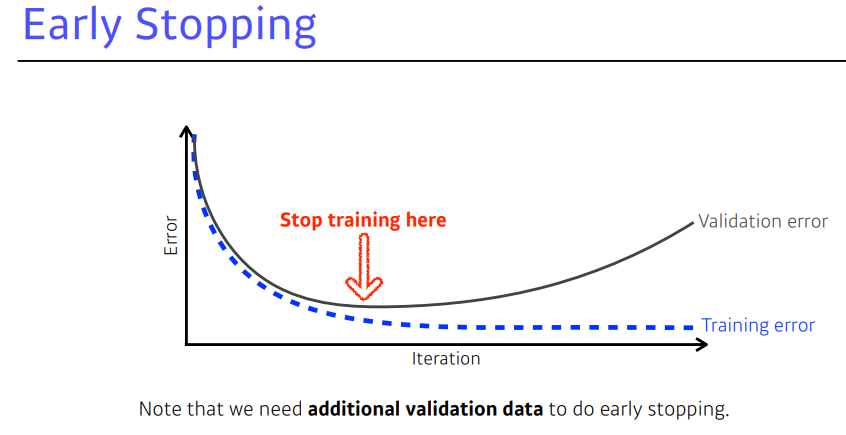 Early Stopping
Stop training here
Error
Validation error
Training error
Iteration
Note that we need additional validation data to do early stopping.